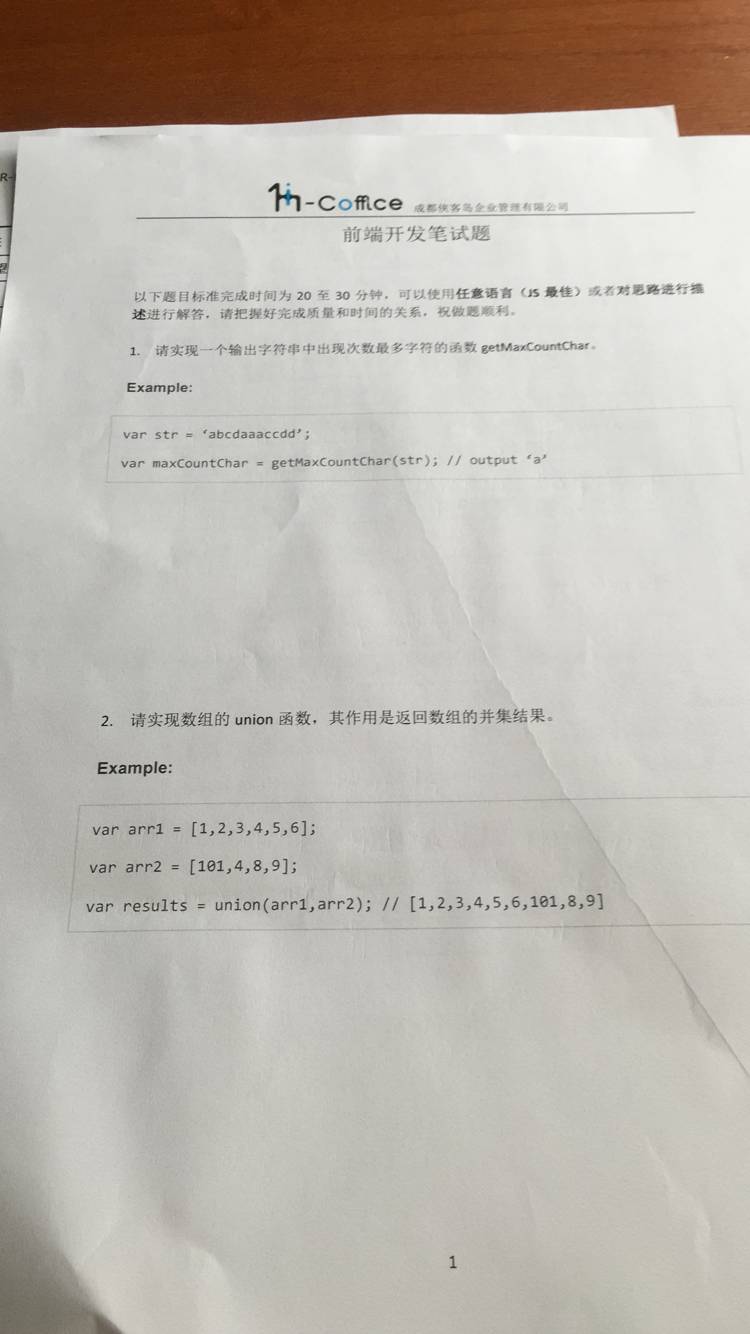 R-
-Coffice 成都侠客岛企业管理有限公司
前端开发笔试题
以下题目标准完成时间为 20 至 30 分钟，可以使用任意语言（JS 最佳）或者对思路进行描
述进行解答，请把握好完成质量和时间的关系，祝做题顺利。
1. 请实现一个输出字符串中出现次数最多字符的函数 getMaxCountChar。
Example:
var str = ‘abcdaaaccdd’;
var maxCountChar = getMaxCountChar(str); // output ‘a’
2. 请实现数组的 union 函数，其作用是返回数组的并集结果。
Example:
var arr1 = [1,2,3,4,5,6];
var arr2 = [101,4,8,9];
var results = union(arr1,arr2); // [1,2,3,4,5,6,101,8,9]
1